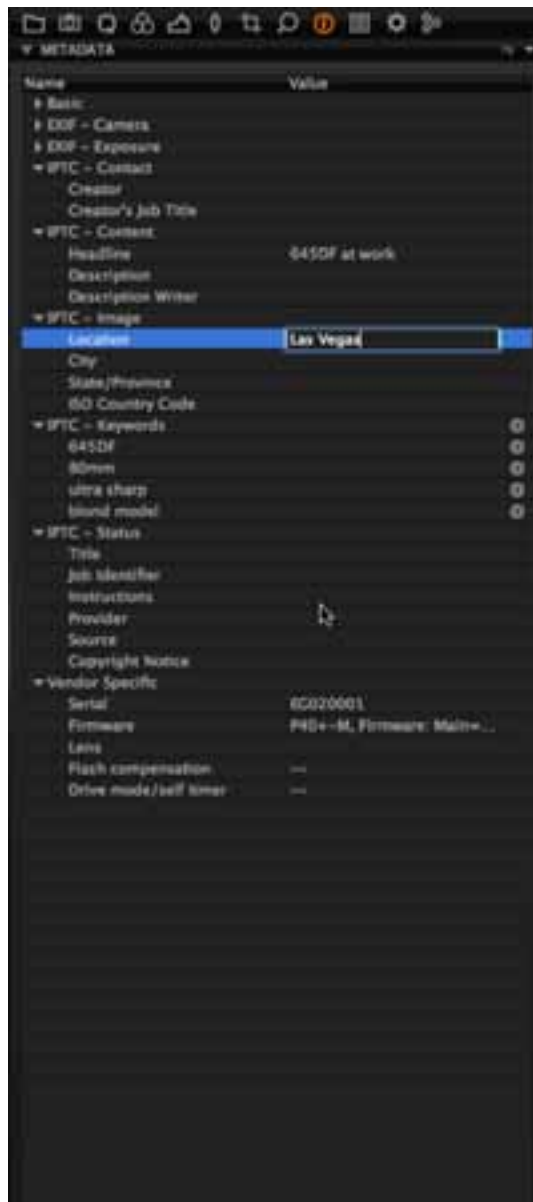 METADATA
Name Value
Basic
EXIF - Camera
EXIF - Exposure
IPTC - Contact
Creator
Creator's Job Title
IPTC - Content
Headline 645DF at work
Description
Description Writer
IPTC - Image
Location Las Vegas
City
State/Province
ISO Country Code
IPTC - Keywords
645DF
80mm
ultra sharp
blond model
IPTC - Status
Title
Job Identifier
Instructions
Provider
Source
Copyright Notice
Vendor Specific
Serial EG020001
Firmware P40+-M, Firmware: Main=...
Lens
Flash compensation ---
Drive mode/self timer ---